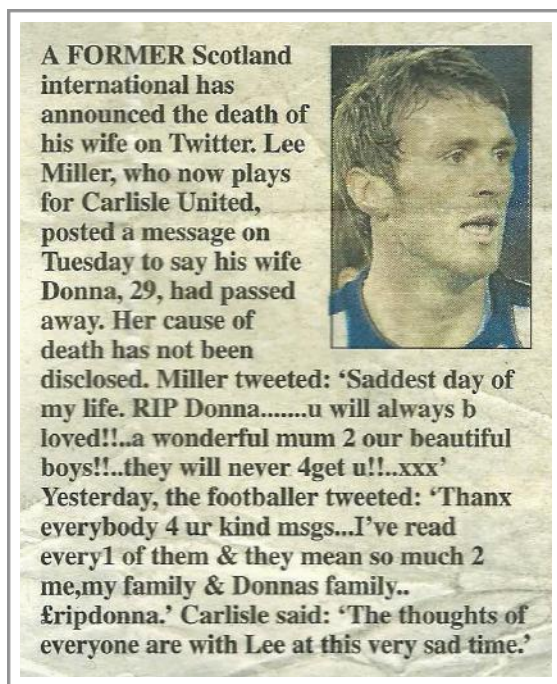 A FORMER Scotland
international has
announced the death of
his wife on Twitter. Lee
Miller, who now plays
for Carlisle United,
posted a message on
Tuesday to say his wife
Donna, 29, had passed
away. Her cause of
death has not been
disclosed. Miller tweeted: ‘Saddest day of
my life. RIP Donna.......u will always b
loved!!..a wonderful mum 2 our beautiful
boys!!..they will never 4get u!!..xxx’
Yesterday, the footballer tweeted: ‘Thanx
everybody 4 ur kind msgs...I’ve read
every1 of them & they mean so much 2
me,my family & Donnas family..
£ripdonna.’ Carlisle said: ‘The thoughts of
everyone are with Lee at this very sad time.’